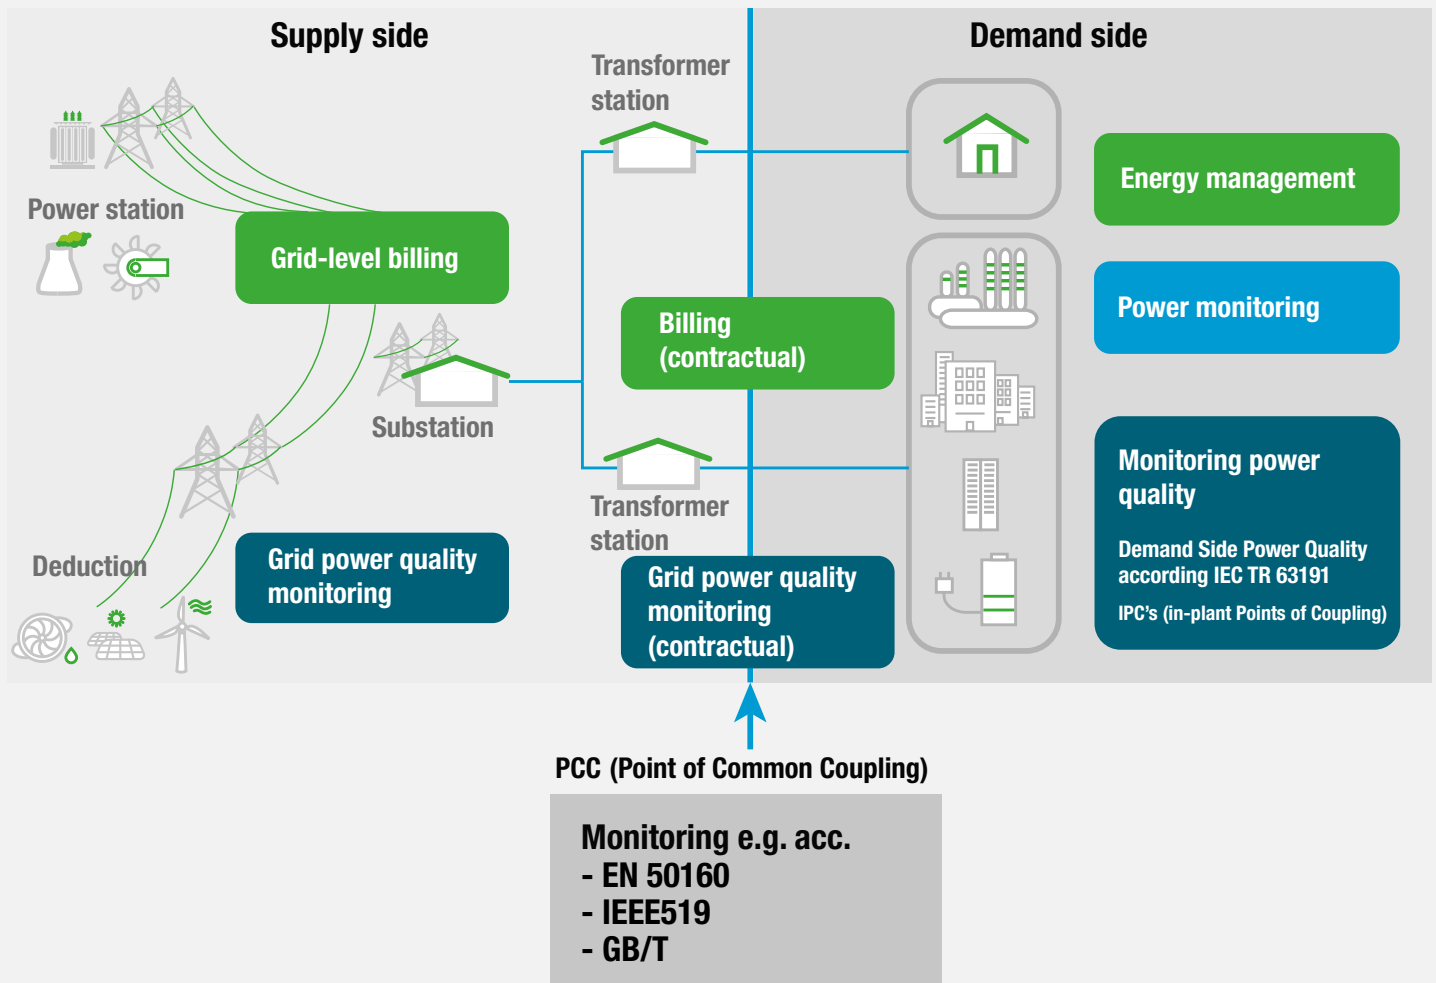 Supply side
Demand side
Transformer
station
Power station
Grid-level billing
Energy management
Power monitoring
Billing
(contractual)
Substation
Transformer
station
Monitoring power
quality
Demand Side Power Quality
according IEC TR 63191
IPC's (in-plant Points of Coupling)
Deduction
Grid power quality
monitoring
Grid power quality
monitoring
(contractual)
PCC (Point of Common Coupling)
Monitoring e.g. acc.
- EN 50160
- IEEE519
- GB/T